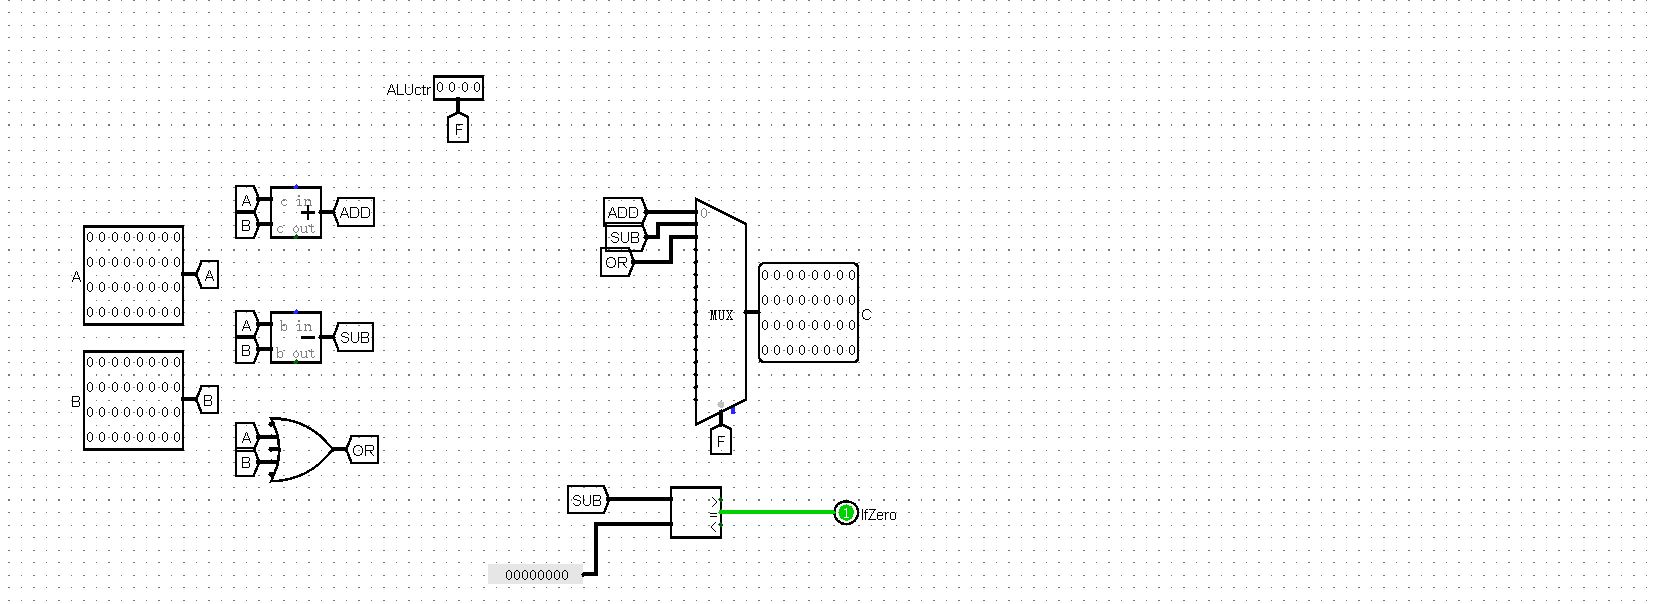 ALUctr 0 0 0 0
F
A
B
c in
+
c out
ADD
A
0 0 0 0 0 0 0 0
0 0 0 0 0 0 0 0
0 0 0 0 0 0 0 0
0 0 0 0 0 0 0 0
A
A
B
b in
b out
SUB
B
0 0 0 0 0 0 0 0
0 0 0 0 0 0 0 0
0 0 0 0 0 0 0 0
0 0 0 0 0 0 0 0
B
A
B
OR
ADD
SUB
OR
0
MUX
F
0 0 0 0 0 0 0 0
0 0 0 0 0 0 0 0
0 0 0 0 0 0 0 0
0 0 0 0 0 0 0 0
C
SUB
>
=
<
1 IfZero
00000000